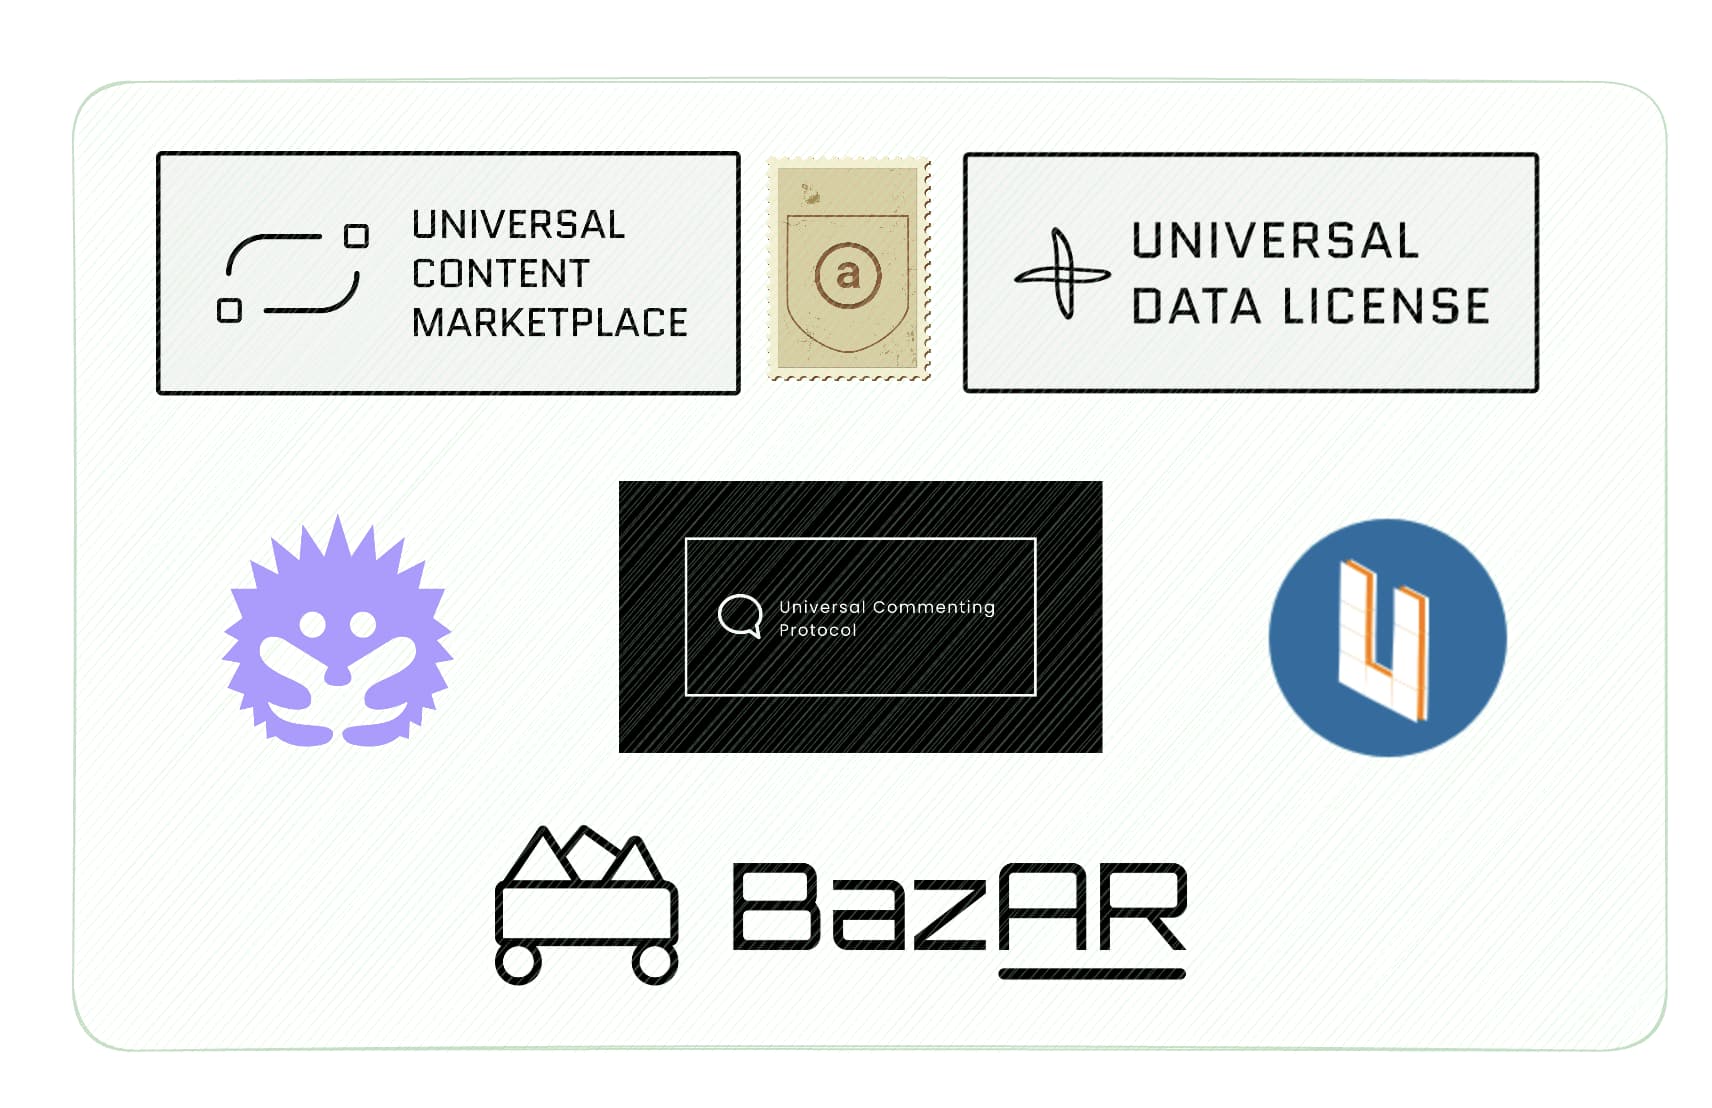 UNIVERSAL
CONTENT
MARKETPLACE
a
UNIVERSAL
DATA LICENSE
Universal Commenting
Protocol
BazAR